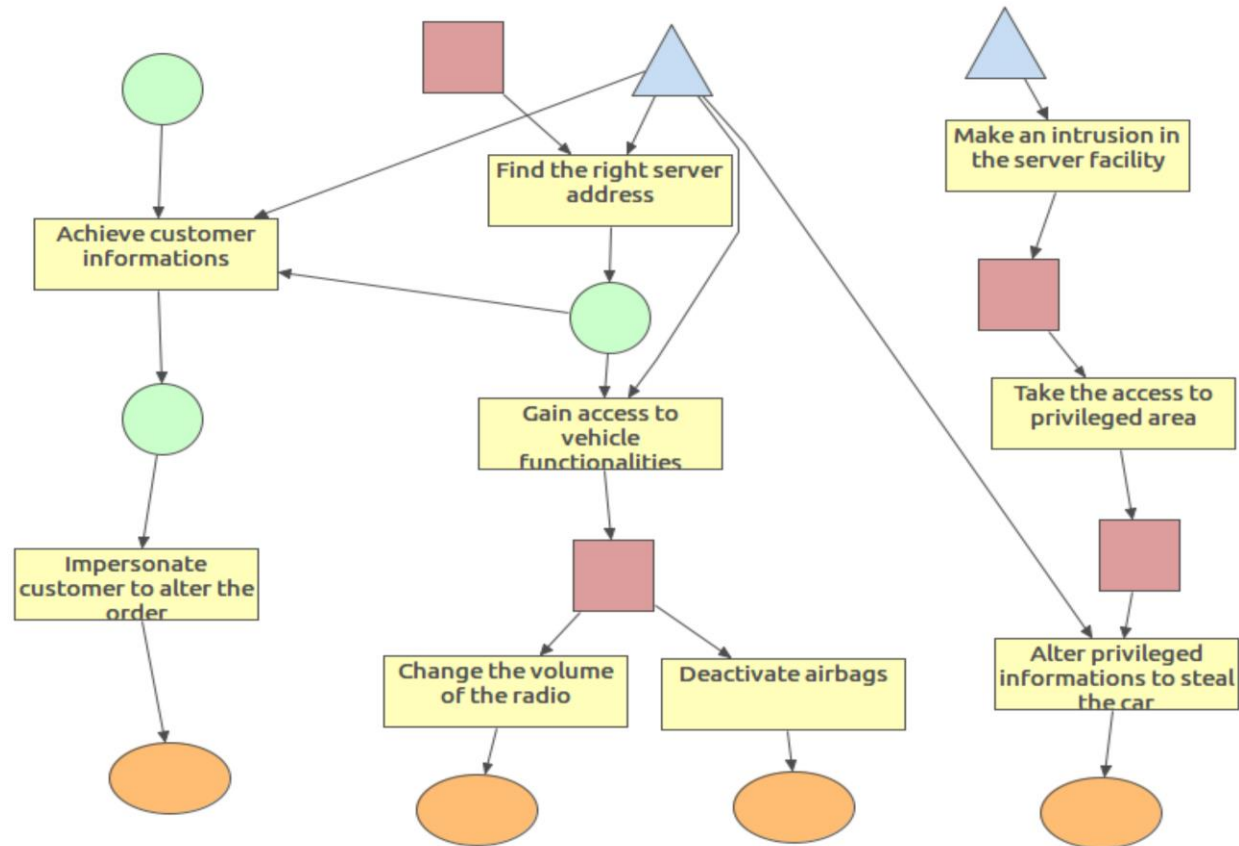 Find the right server
address
Make an intrusion in
the server facility
Achieve customer
informations
Gain access to
vehicle
functionalities
Take the access to
privileged area
Impersonate
customer to alter the
order
Change the volume
of the radio
Deactivate airbags
Alter privileged
informations to steal
the car